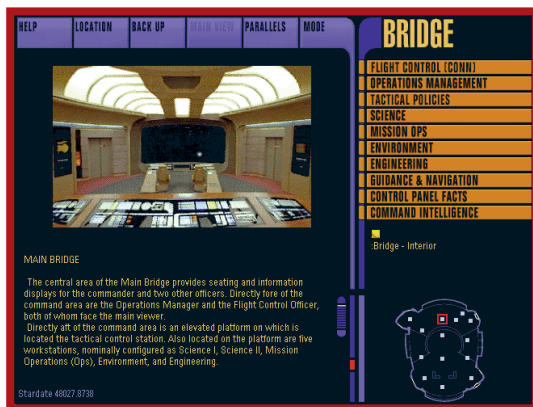 HELP
LOCATION
BACK UP
MAIN VIEW
PARALLELS
MODE
BRIDGE
FLIGHT CONTROL (CONN)
OPERATIONS MANAGEMENT
TACTICAL POLICIES
SCIENCE
MISSION OPS
ENVIRONMENT
ENGINEERING
GUIDANCE & NAVIGATION
CONTROL PANEL FACTS
COMMAND INTELLIGENCE
:Bridge - Interior
MAIN BRIDGE
The central area of the Main Bridge provides seating and information
displays for the commander and two other officers. Directly fore of the
command area are the Operations Manager and the Flight Control Officer,
both of whom face the main viewer.
Directly aft of the command area is an elevated platform on which is
located the tactical control station. Also located on the platform are five
workstations, nominally configured as Science I, Science II, Mission
Operations (Ops), Environment, and Engineering.
Stardate 48027.8738